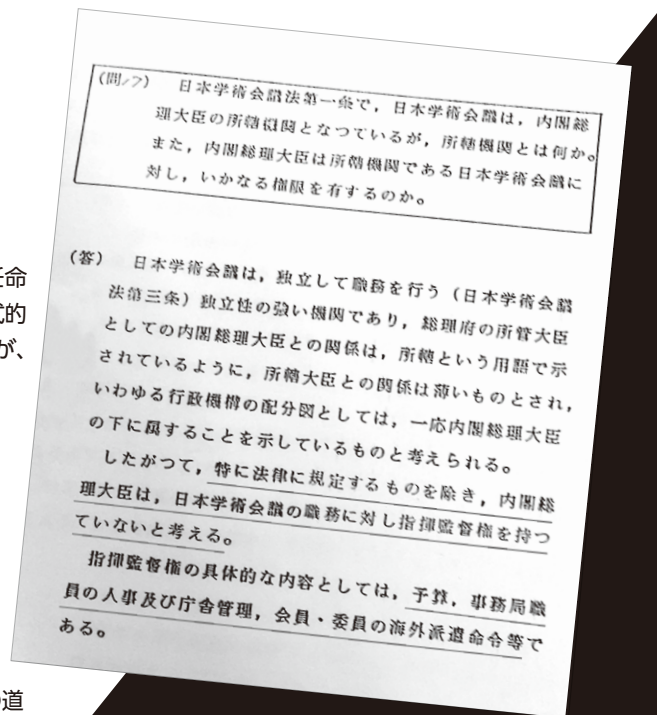 (問17) 日本学術会議法第一条で,日本学術会議は,内閣総
理大臣の所轄機関となつているが,所轄機関とは何か。
また,内閣総理大臣は所轄機関である日本学術会議に
対し,いかなる権限を有するのか。
(答) 日本学術会議は,独立して職務を行う(日本学術会議
法第三条)独立性の強い機関であり,総理府の所管大臣
としての内閣総理大臣との関係は,所轄という用語で示
されているように,所轄大臣との関係は薄いものとされ,
いわゆる行政機構の配分図としては,一応内閣総理大臣
の下に属することを示しているものと考えられる。
したがつて,特に法律に規定するものを除き,内閣総
理大臣は,日本学術会議の職務に対し指揮監督権を持つ
ていないと考える。
指揮監督権の具体的な内容としては,予算,事務局職
員の人事及び庁舎管理,会員・委員の海外派遣命令等で
ある。
任命
式的
が、
道